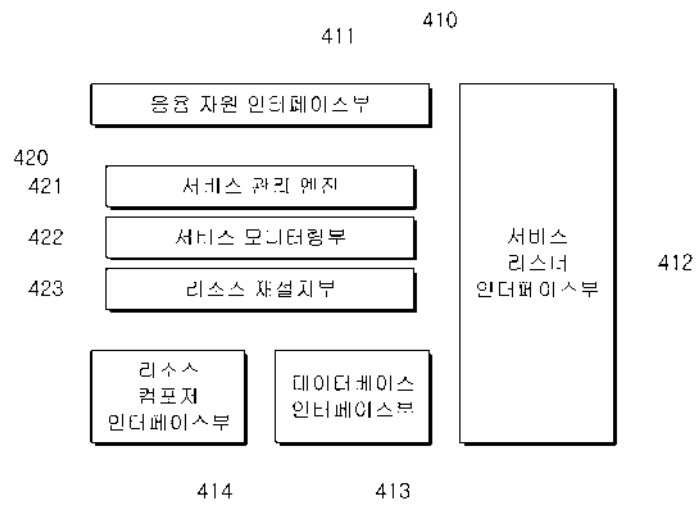 410
411
응용 자원 인터페이스부
420
421
서비스 관리 엔진
422
서비스 모니터링부
423
리소스 재설치부
서비스
리스너
인터페이스부
412
리소스
컴포저
인터페이스부
데이터베이스
인터페이스부
414
413